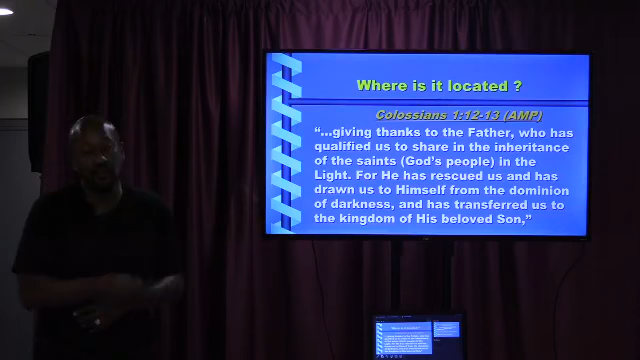 Where is it located ?
Colossians 1:12-13 (AMP)
“...giving thanks to the Father, who has
qualified us to share in the inheritance
of the saints (God’s people) in the
Light. For He has rescued us and has
drawn us to Himself from the dominion
of darkness, and has transferred us to
the kingdom of His beloved Son,”